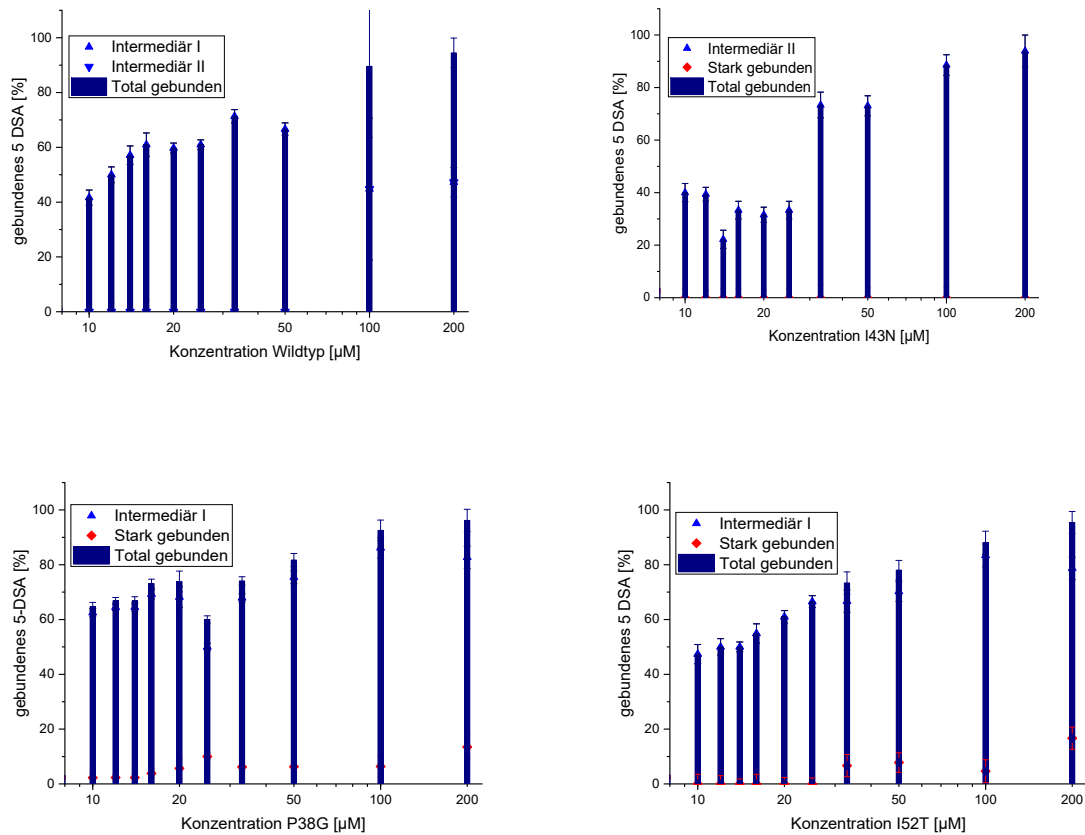 gebundenes 5 DSA [%]
100
80
60
40
20
0
Intermediär I
Intermediär II
Total gebunden
10
20
50
100
200
Konzentration Wildtyp [µM]
gebundenes 5 DSA [%]
100
80
60
40
20
0
Intermediär II
Stark gebunden
Total gebunden
10
20
50
100
200
Konzentration I43N [µM]
gebundenes 5-DSA [%]
100
80
60
40
20
0
Intermediär I
Stark gebunden
Total gebunden
10
20
50
100
200
Konzentration P38G [µM]
gebundenes 5 DSA [%]
100
80
60
40
20
0
Intermediär I
Stark gebunden
Total gebunden
10
20
50
100
200
Konzentration I52T [µM]